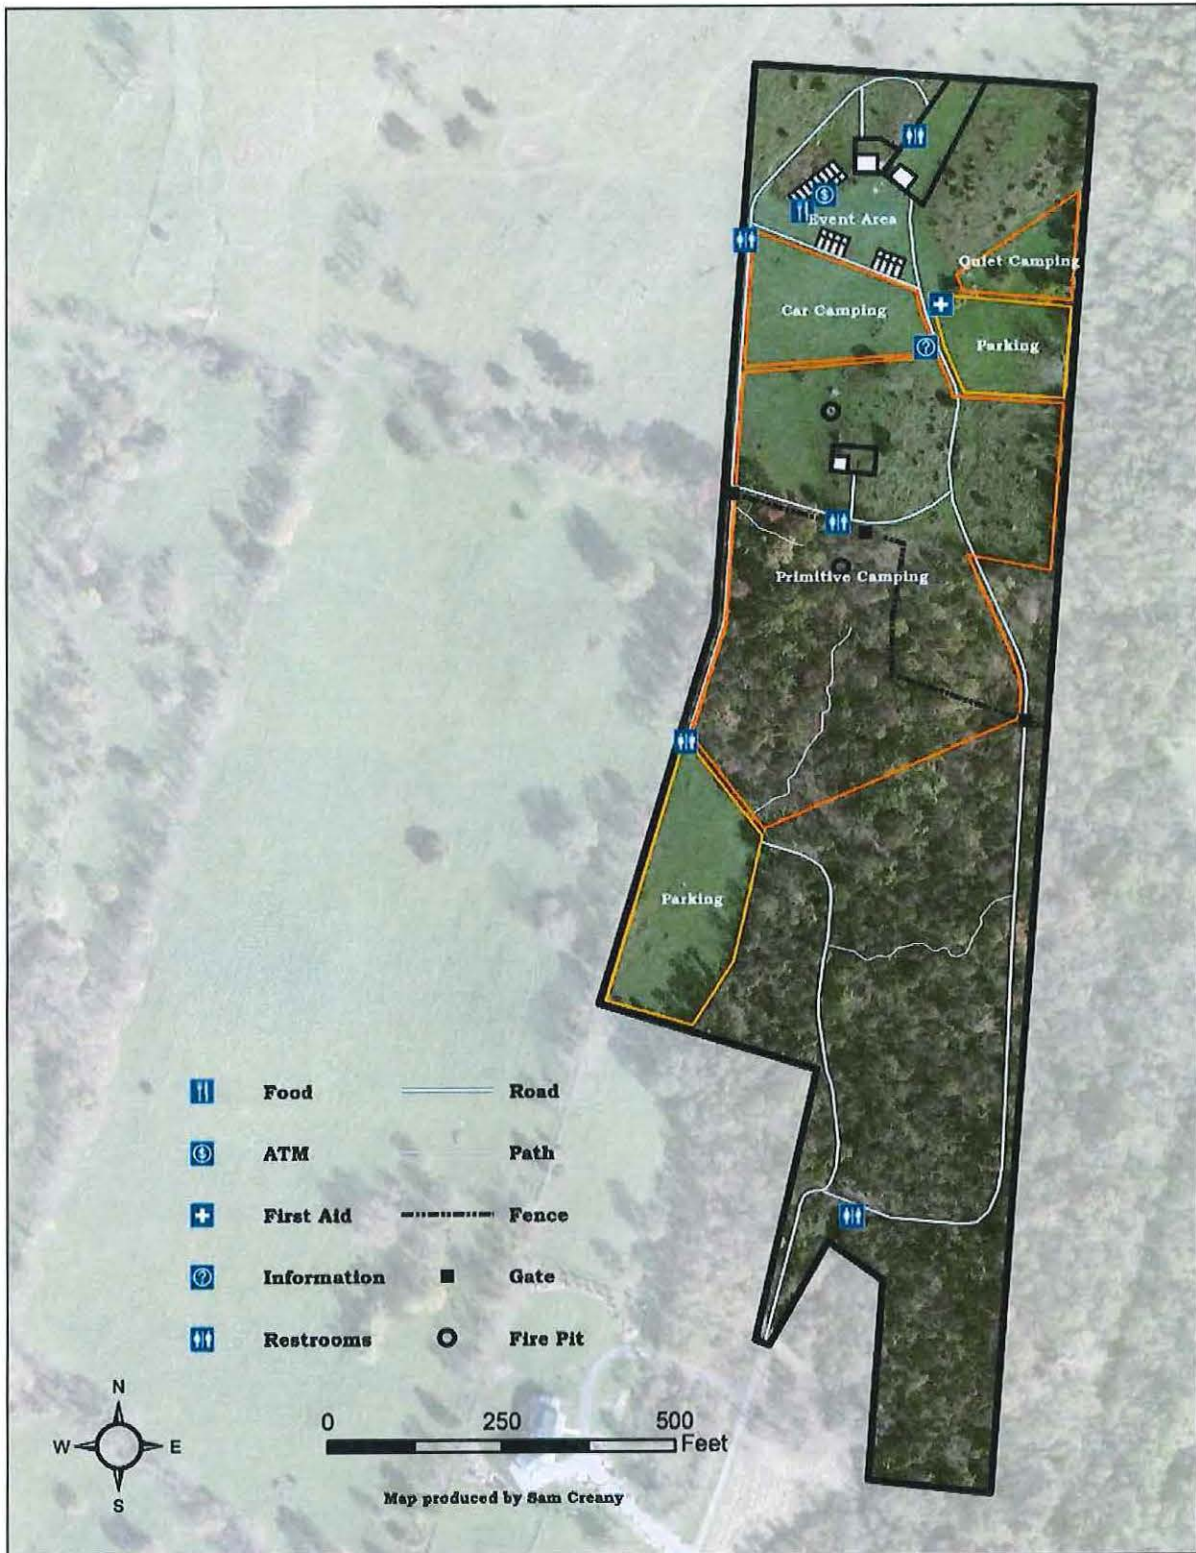 Event Area
Quiet Camping
Car Camping
Parking
Primitive Camping
Parking
Food Road
ATM Path
First Aid Fence
Information Gate
Restrooms Fire Pit
N
W E
S
0 250 500
Feet
Map produced by Sam Creany